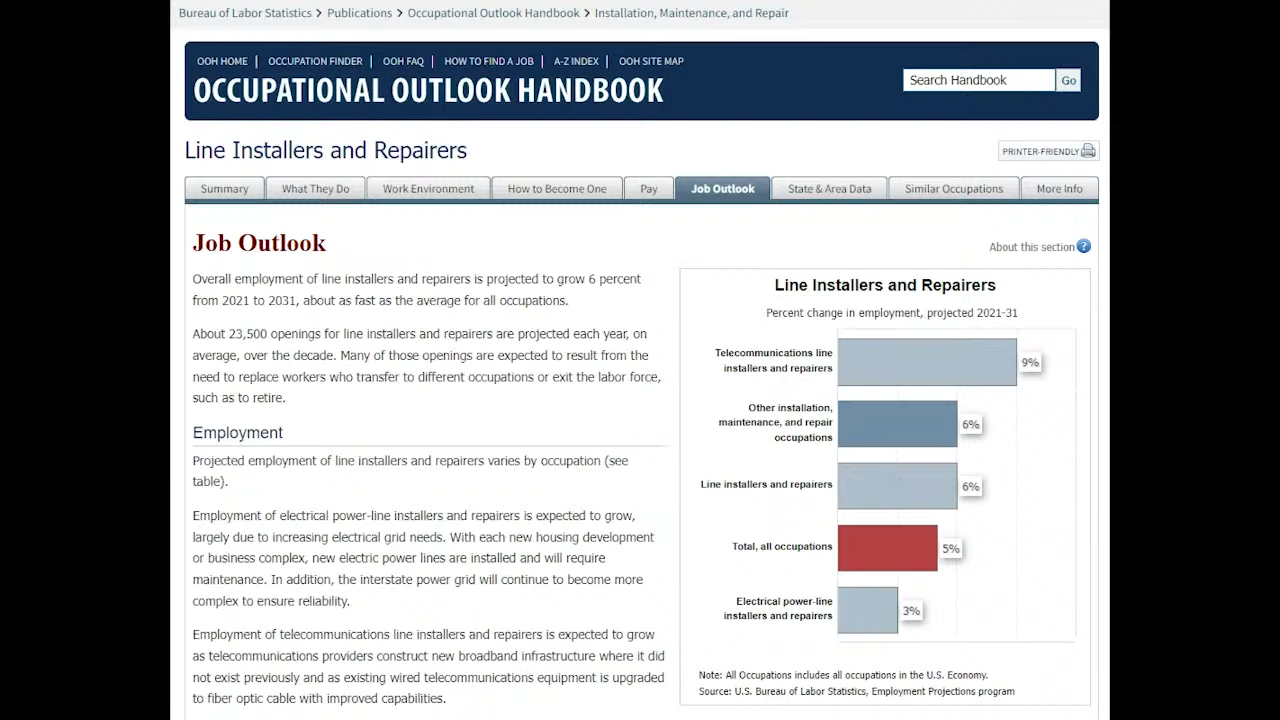 Bureau of Labor Statistics > Publications > Occupational Outlook Handbook > Installation, Maintenance, and Repair
OOH HOME | OCCUPATION FINDER | OOH FAQ | HOW TO FIND A JOB | A-Z INDEX | OOH SITE MAP
OCCUPATIONAL OUTLOOK HANDBOOK
Search Handbook Go
Line Installers and Repairers
PRINTER-FRIENDLY
Summary What They Do Work Environment How to Become One Pay Job Outlook State & Area Data Similar Occupations More Info
Job Outlook
About this section ?
Overall employment of line installers and repairers is projected to grow 6 percent
from 2021 to 2031, about as fast as the average for all occupations.
About 23,500 openings for line installers and repairers are projected each year, on
average, over the decade. Many of those openings are expected to result from the
need to replace workers who transfer to different occupations or exit the labor force,
such as to retire.
Employment
Projected employment of line installers and repairers varies by occupation (see
table).
Employment of electrical power-line installers and repairers is expected to grow,
largely due to increasing electrical grid needs. With each new housing development
or business complex, new electric power lines are installed and will require
maintenance. In addition, the interstate power grid will continue to become more
complex to ensure reliability.
Employment of telecommunications line installers and repairers is expected to grow
as telecommunications providers construct new broadband infrastructure where it did
not exist previously and as existing wired telecommunications equipment is upgraded
to fiber optic cable with improved capabilities.
Line Installers and Repairers
Percent change in employment, projected 2021-31
Telecommunications line
installers and repairers
9%
Other installation,
maintenance, and repair
occupations
6%
Line installers and repairers
6%
Total, all occupations
5%
Electrical power-line
installers and repairers
3%
Note: All Occupations includes all occupations in the U.S. Economy.
Source: U.S. Bureau of Labor Statistics, Employment Projections program